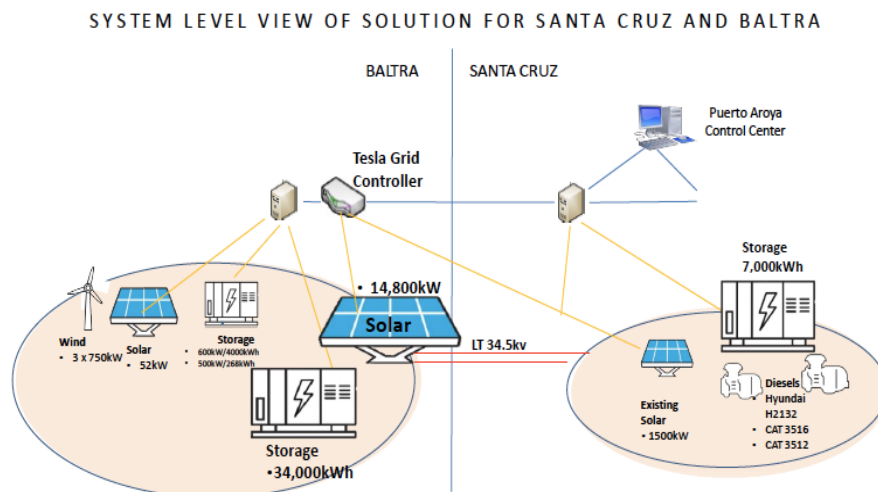 SYSTEM LEVEL VIEW OF SOLUTION FOR SANTA CRUZ AND BALTRA
BALTRA
SANTA CRUZ
Puerto Aroya
Control Center
Tesla Grid
Controller
Storage
7,000kWh
• 14,800kW
Solar
LT 34.5kv
Wind
• 3 x 750kW
Solar
• 52kW
Storage
• 600kW/4000kWh
• 500kW/268kWh
Storage
•34,000kWh
Existing
Solar
• 1500kW
Diesels
• Hyundai
H2132
• CAT 3516
• CAT 3512